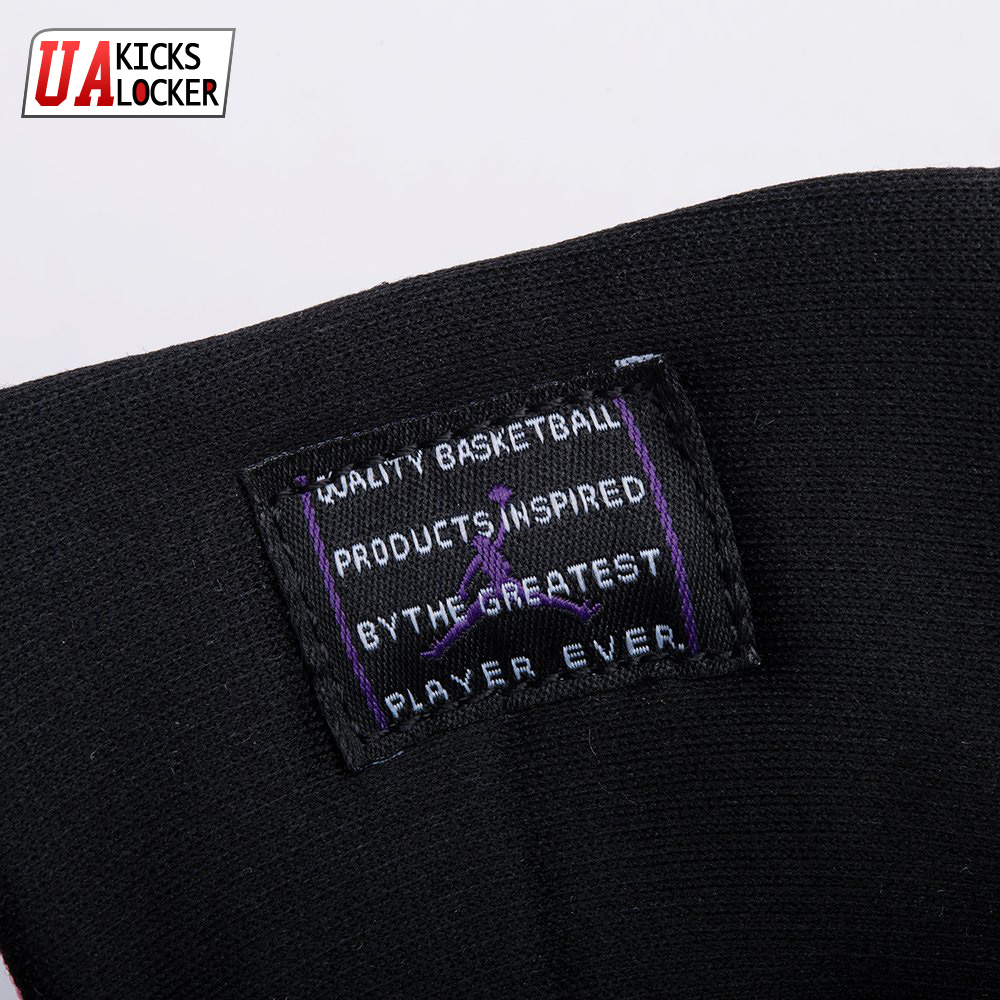 UA KICKS
LOCKER
QUALITY BASKETBALL
PRODUCTS INSPIRED
BY THE GREATEST
PLAYER EVER.